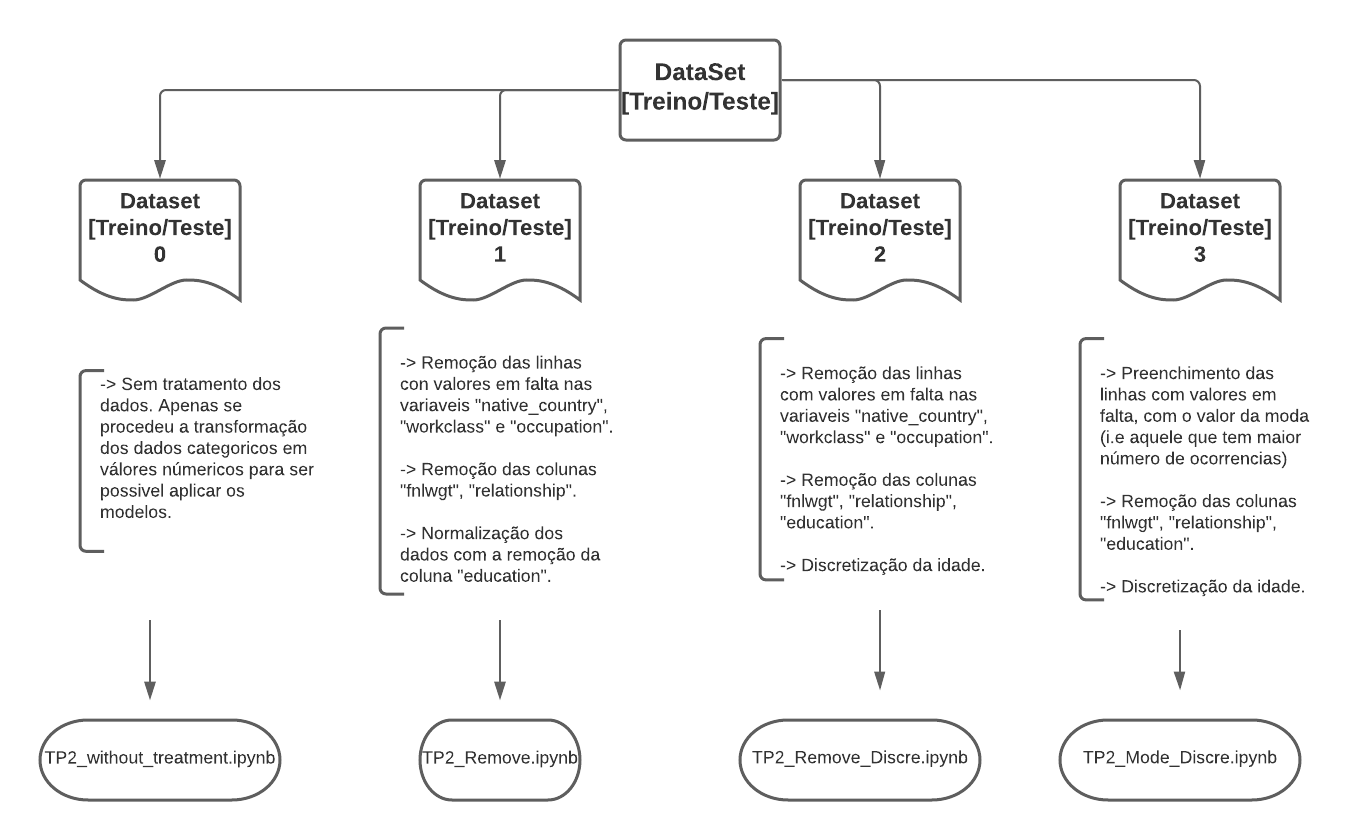 DataSet
[Treino/Teste]
Dataset
[Treino/Teste]
0
Dataset
[Treino/Teste]
1
Dataset
[Treino/Teste]
2
Dataset
[Treino/Teste]
3
-> Sem tratamento dos
dados. Apenas se
procedeu a transformação
dos dados categoricos em
válores númericos para ser
possivel aplicar os
modelos.
-> Remoção das linhas
con valores em falta nas
variaveis "native_country",
"workclass" e "occupation".
-> Remoção das colunas
"fnlwgt", "relationship".
-> Normalização dos
dados com a remoção da
coluna "education".
-> Remoção das linhas
com valores em falta nas
variaveis "native_country",
"workclass" e "occupation".
-> Remoção das colunas
"fnlwgt", "relationship",
"education".
-> Discretização da idade.
-> Preenchimento das
linhas com valores em
falta, com o valor da moda
(i.e aquele que tem maior
número de ocorrencias)
-> Remoção das colunas
"fnlwgt", "relationship",
"education".
-> Discretização da idade.
TP2_without_treatment.ipynb
TP2_Remove.ipynb
TP2_Remove_Discre.ipynb
TP2_Mode_Discre.ipynb